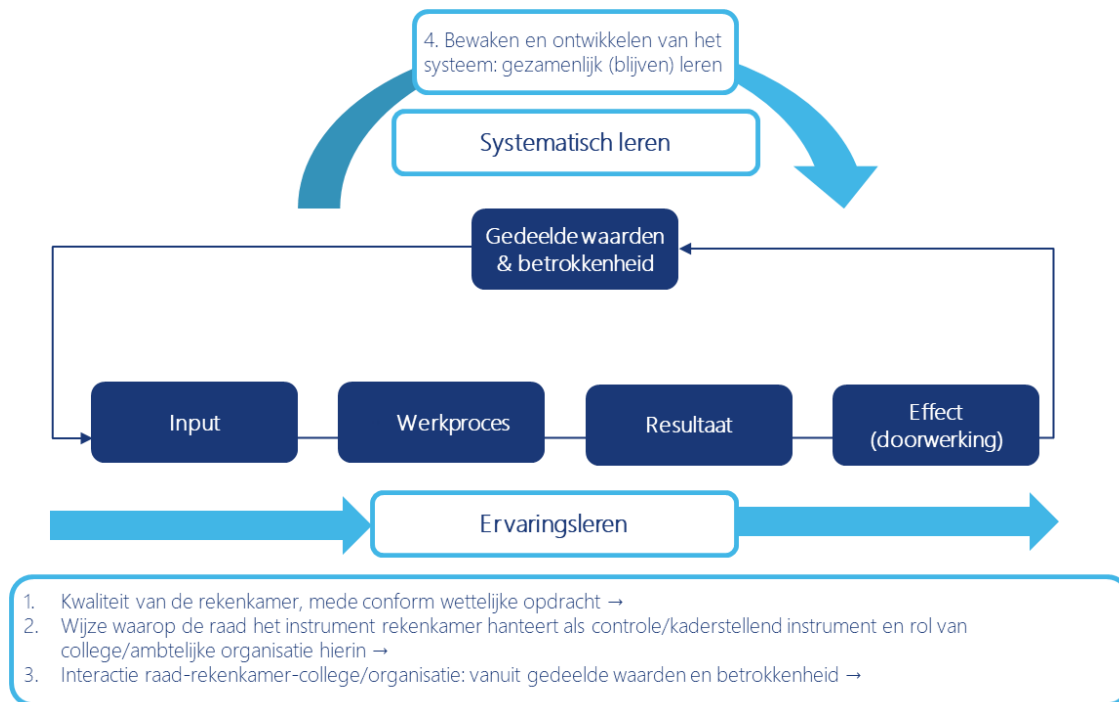 4. Bewaken en ontwikkelen van het
systeem: gezamenlijk (blijven) leren
Systematisch leren
Gedeelde waarden
& betrokkenheid
Input
Werkproces
Resultaat
Effect
(doorwerking)
Ervaringsleren
1. Kwaliteit van de rekenkamer, mede conform wettelijke opdracht →
2. Wijze waarop de raad het instrument rekenkamer hanteert als controle/kaderstellend instrument en rol van
college/ambtelijke organisatie hierin →
3. Interactie raad-rekenkamer-college/organisatie: vanuit gedeelde waarden en betrokkenheid →